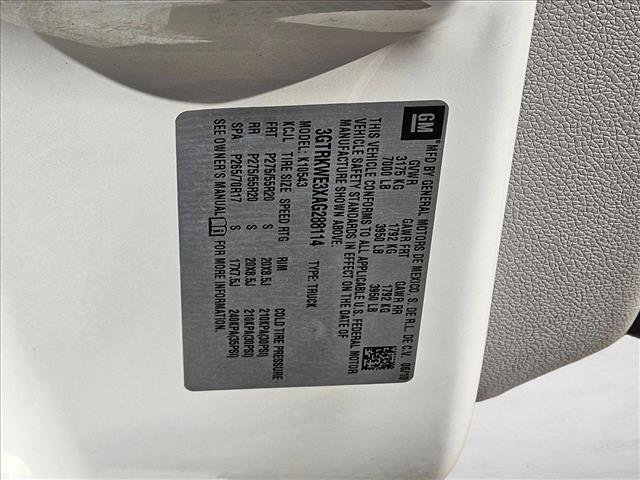 GM
MFD BY GENERAL MOTORS DE MEXICO, S. DE R.L. DE C.V. 06/10
GVWR GAWR FRT GAWR RR
3175 KG 1792 KG 1792 KG
7000 LB 3950 LB 3950 LB
THIS VEHICLE CONFORMS TO ALL APPLICABLE U.S. FEDERAL MOTOR
VEHICLE SAFETY STANDARDS IN EFFECT ON THE DATE OF
MANUFACTURE SHOWN ABOVE.
3GTRKWE3XAG288114 TYPE: TRUCK
MODEL: K10543
KCJL TIRE SIZE SPEED RTG RIM COLD TIRE PRESSURE
FRT P275/55R20 S 20X8.5J 210KPA(30PSI)
RR P275/55R20 S 20X8.5J 210KPA(30PSI)
SPA P265/70R17 S 17X7.5J 240KPA(35PSI)
SEE OWNER'S MANUAL FOR MORE INFORMATION.